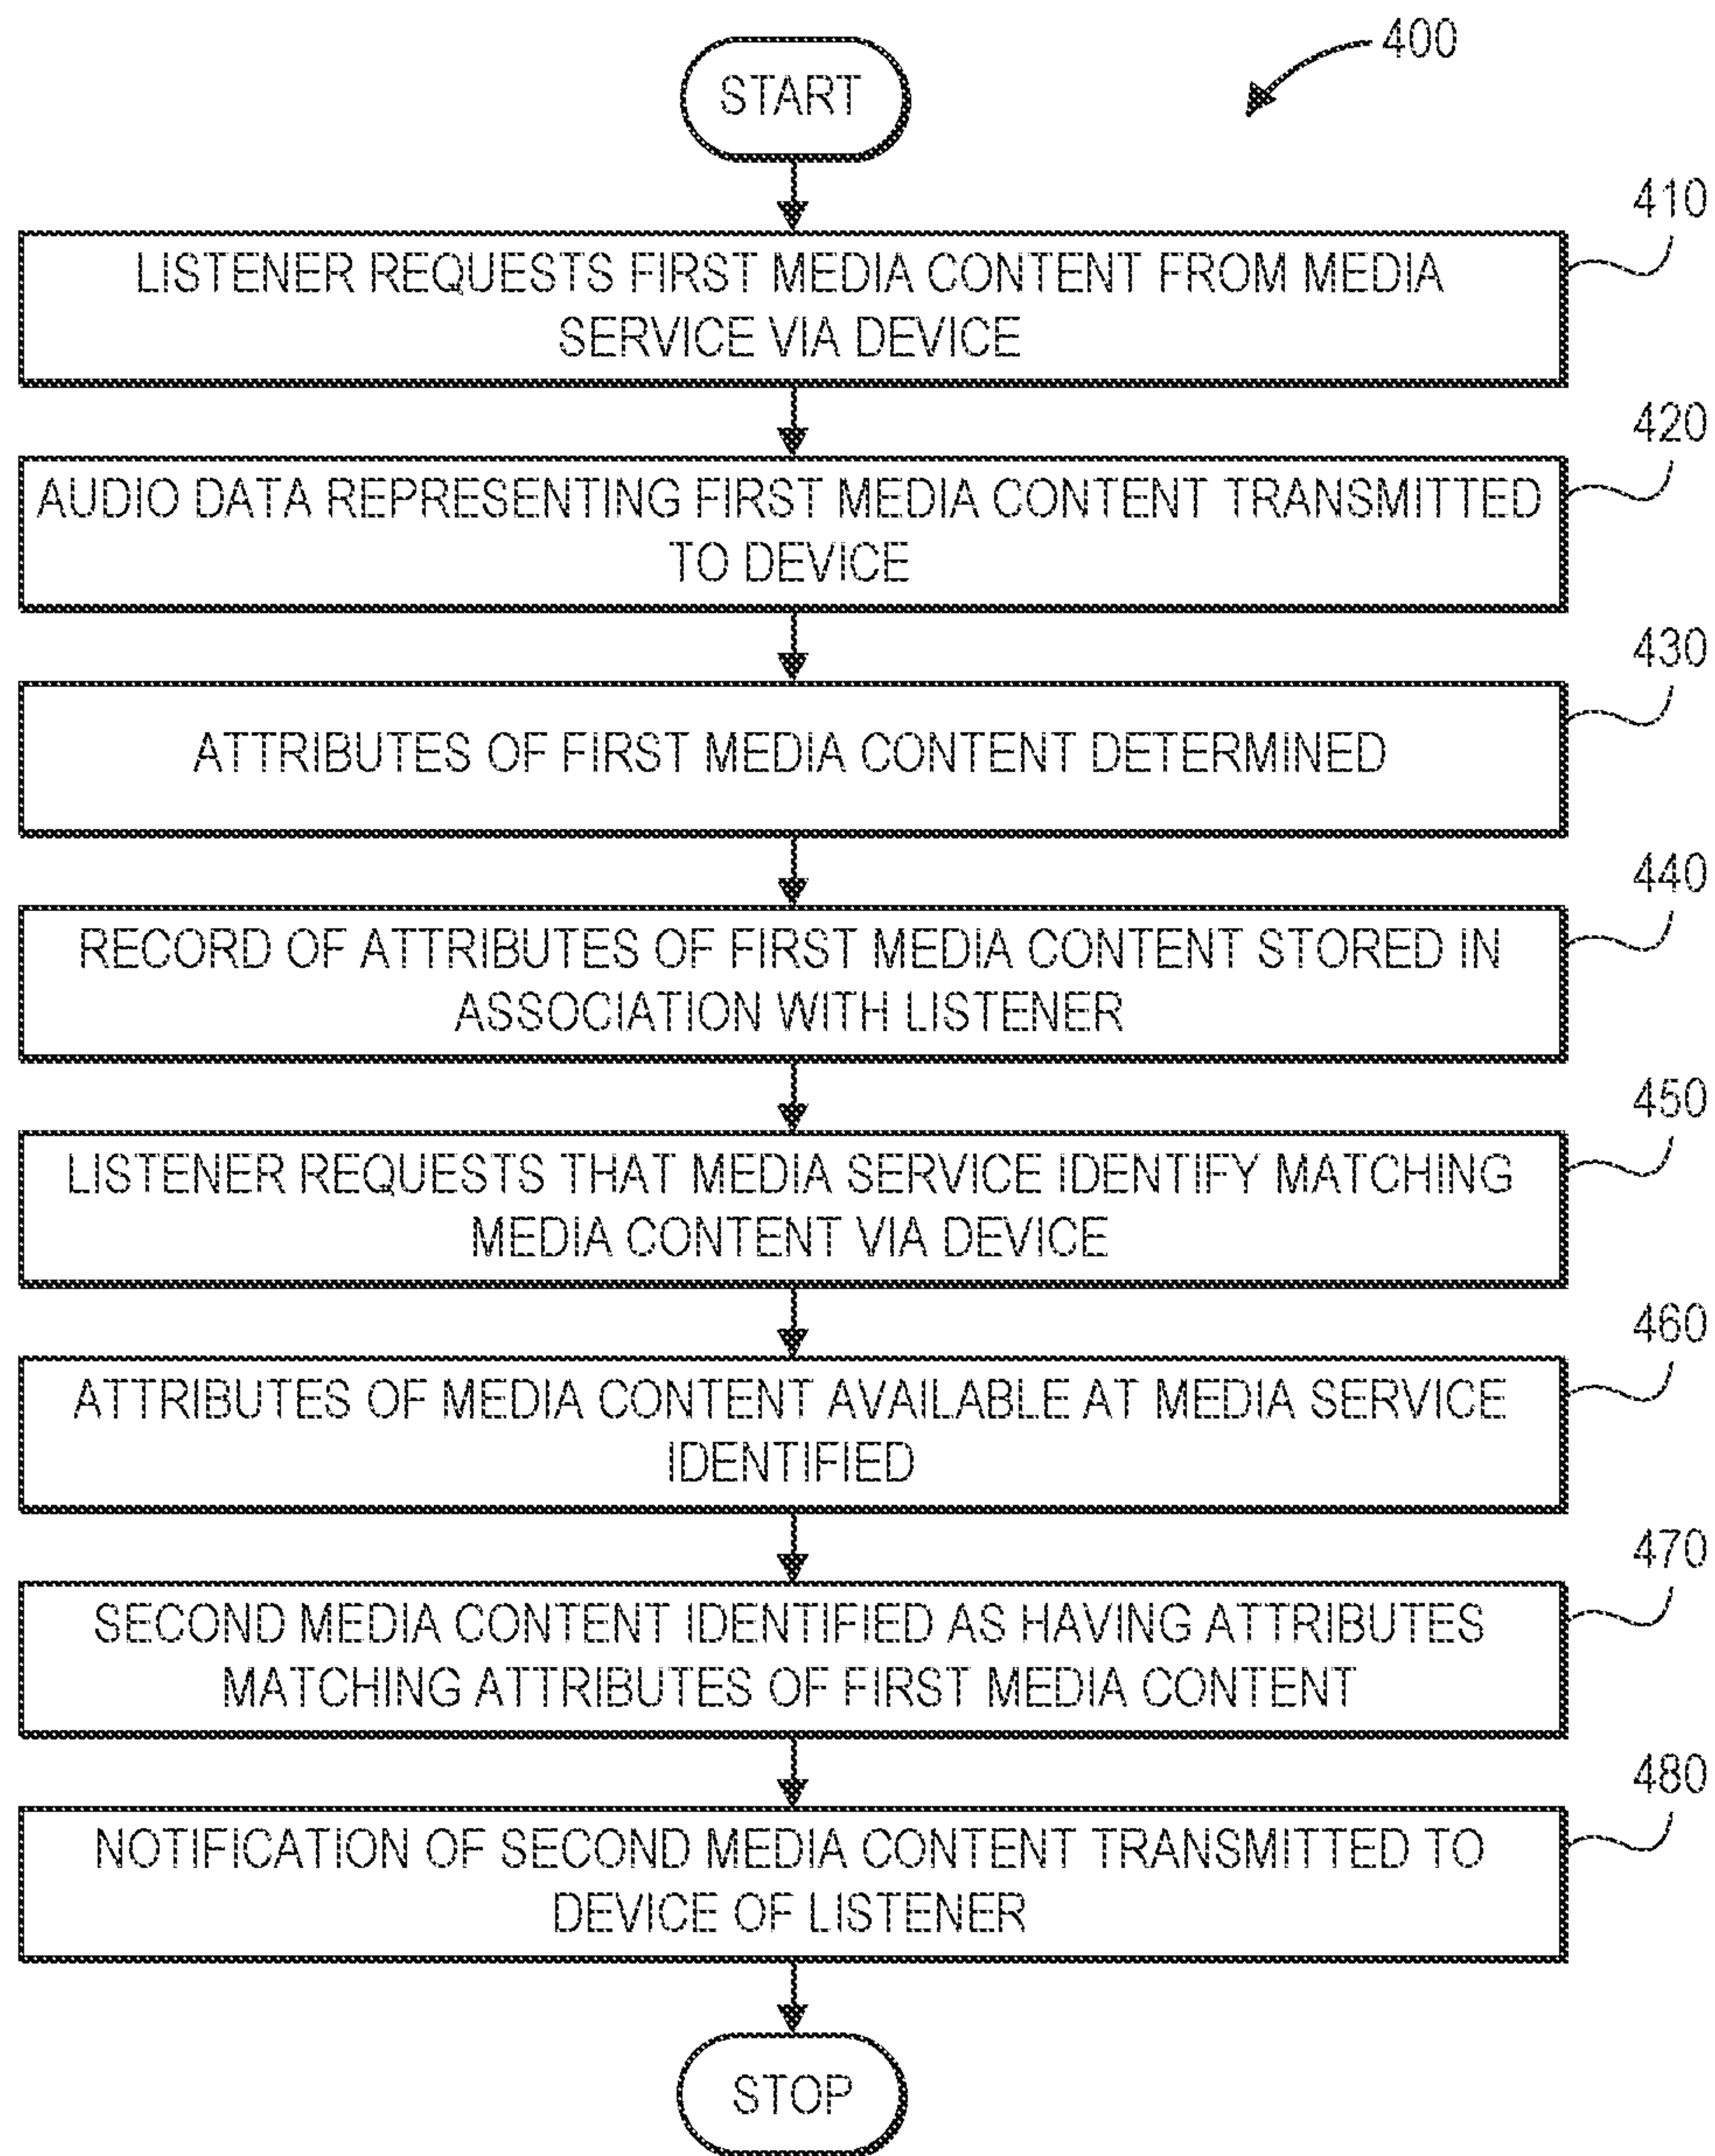 400
START
410
LISTENER REQUESTS FIRST MEDIA CONTENT FROM MEDIA
SERVICE VIA DEVICE
420
AUDIO DATA REPRESENTING FIRST MEDIA CONTENT TRANSMITTED
TO DEVICE
430
ATTRIBUTES OF FIRST MEDIA CONTENT DETERMINED
440
RECORD OF ATTRIBUTES OF FIRST MEDIA CONTENT STORED IN
ASSOCIATION WITH LISTENER
450
LISTENER REQUESTS THAT MEDIA SERVICE IDENTIFY MATCHING
MEDIA CONTENT VIA DEVICE
460
ATTRIBUTES OF MEDIA CONTENT AVAILABLE AT MEDIA SERVICE
IDENTIFIED
470
SECOND MEDIA CONTENT IDENTIFIED AS HAVING ATTRIBUTES
MATCHING ATTRIBUTES OF FIRST MEDIA CONTENT
480
NOTIFICATION OF SECOND MEDIA CONTENT TRANSMITTED TO
DEVICE OF LISTENER
STOP